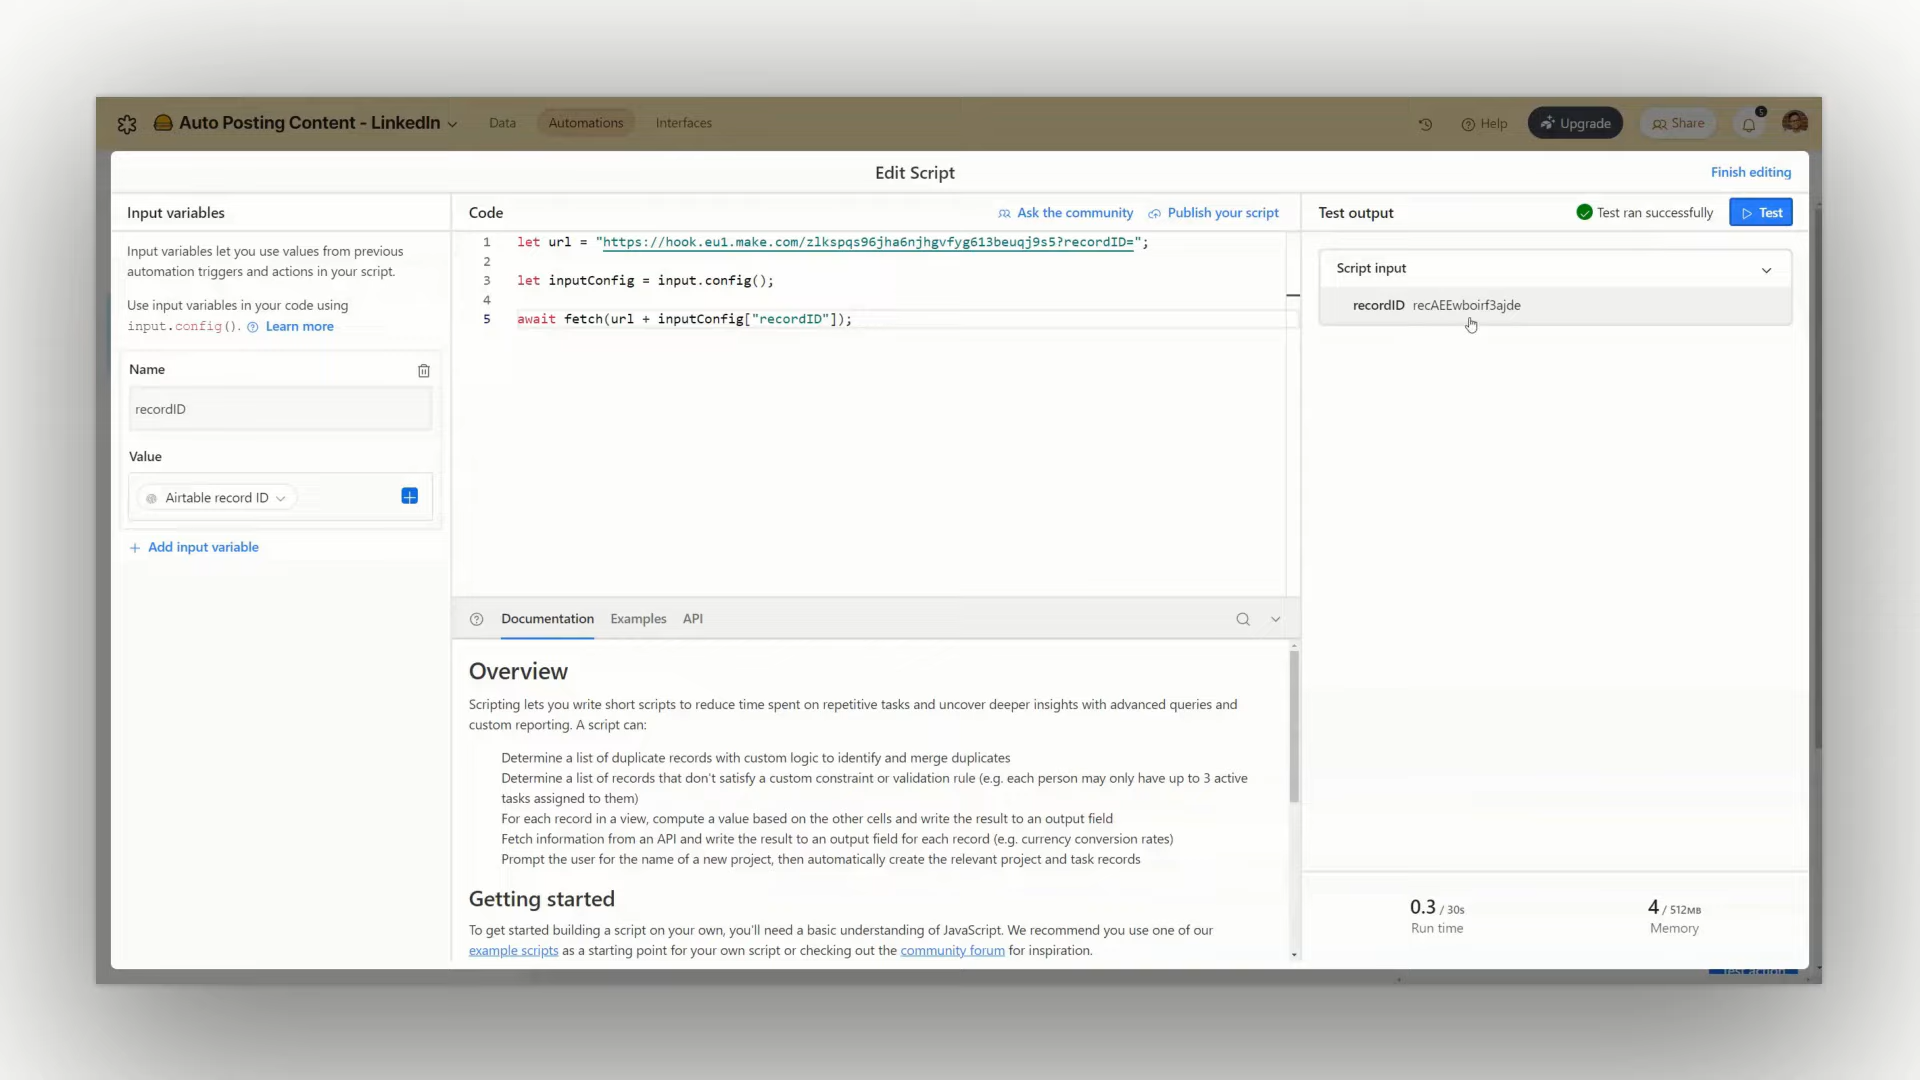 Auto Posting Content - LinkedIn
Data
Automations
Interfaces
Help
Upgrade
Share
5
Edit Script
Finish editing
Input variables
Input variables let you use values from previous
automation triggers and actions in your script.
Use input variables in your code using
input.config(). Learn more
Name
recordID
Value
Airtable record ID
Add input variable
Code
Ask the community
Publish your script
1 let url = "https://hook.eu1.make.com/zlkspqs96jha6njhgvfyg613beuqj9s5?recordID=";
2
3 let inputConfig = input.config();
4
5 await fetch(url + inputConfig["recordID"]);
Documentation
Examples
API
Overview
Scripting lets you write short scripts to reduce time spent on repetitive tasks and uncover deeper insights with advanced queries and
custom reporting. A script can:
Determine a list of duplicate records with custom logic to identify and merge duplicates
Determine a list of records that don't satisfy a custom constraint or validation rule (e.g. each person may only have up to 3 active
tasks assigned to them)
For each record in a view, compute a value based on the other cells and write the result to an output field
Fetch information from an API and write the result to an output field for each record (e.g. currency conversion rates)
Prompt the user for the name of a new project, then automatically create the relevant project and task records
Getting started
To get started building a script on your own, you'll need a basic understanding of JavaScript. We recommend you use one of our
example scripts as a starting point for your own script or checking out the community forum for inspiration.
Test output
Test ran successfully
Test
Script input
recordID recAEEwboirf3ajde
0.3 / 30s
Run time
4 / 512MB
Memory
Test action